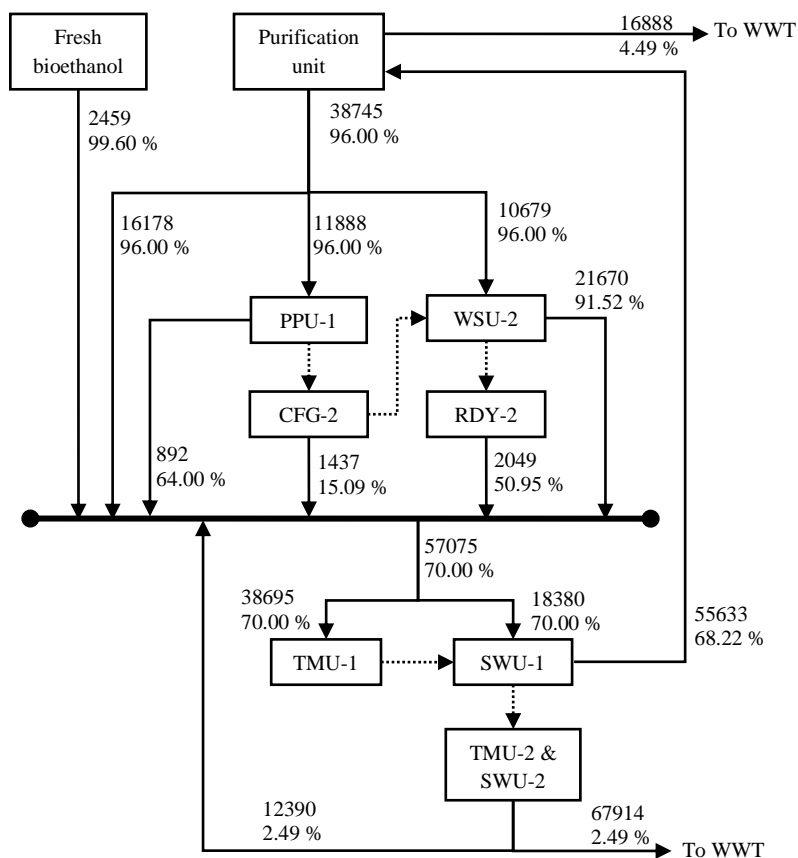 Fresh
bioethanol
Purification
unit
16888
4.49 %
To WWT
2459
99.60 %
38745
96.00 %
16178
96.00 %
11888
96.00 %
10679
96.00 %
21670
91.52 %
PPU-1
WSU-2
CFG-2
RDY-2
892
64.00 %
1437
15.09 %
2049
50.95 %
57075
70.00 %
38695
70.00 %
18380
70.00 %
55633
68.22 %
TMU-1
SWU-1
TMU-2 &
SWU-2
12390
2.49 %
67914
2.49 %
To WWT